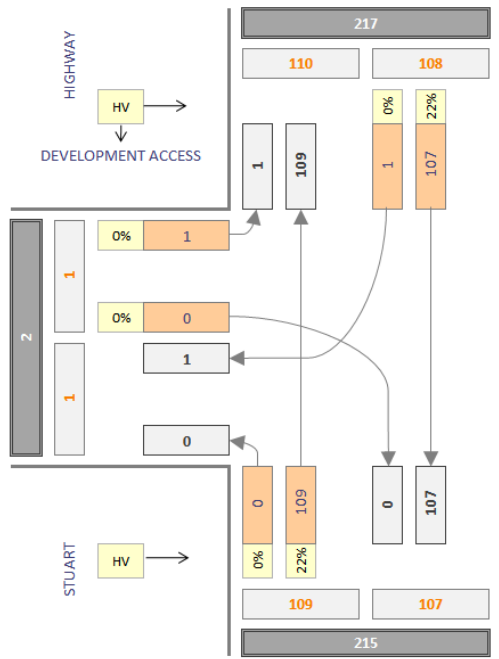 217
110 108
HIGHWAY
HV
0% 22%
DEVELOPMENT ACCESS
1 109 1 107
0% 1
1
0% 0
2
1
1
0
0 109 0 107
STUART
HV
0% 22%
109 107
215